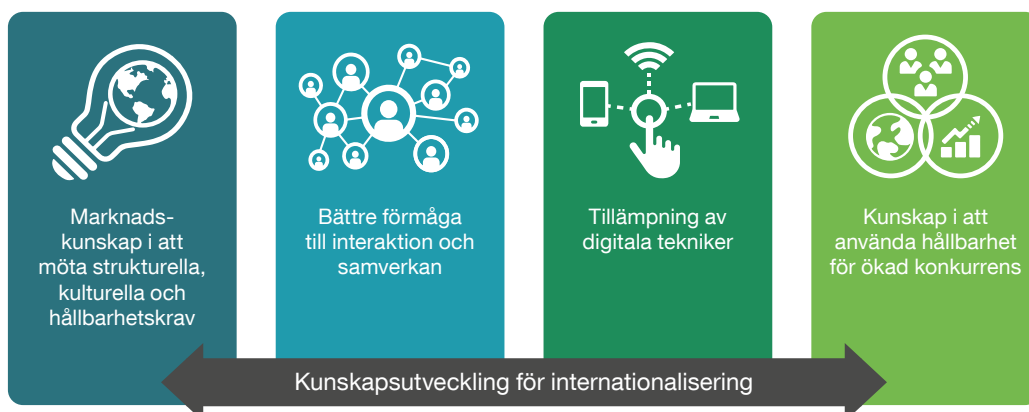 Marknads-
kunskap i att
möta strukturella,
kulturella och
hållbarhetskrav
Bättre förmåga
till interaktion och
samverkan
Tillämpning av
digitala tekniker
Kunskap i att
använda hållbarhet
för ökad konkurrens
Kunskapsutveckling för internationalisering